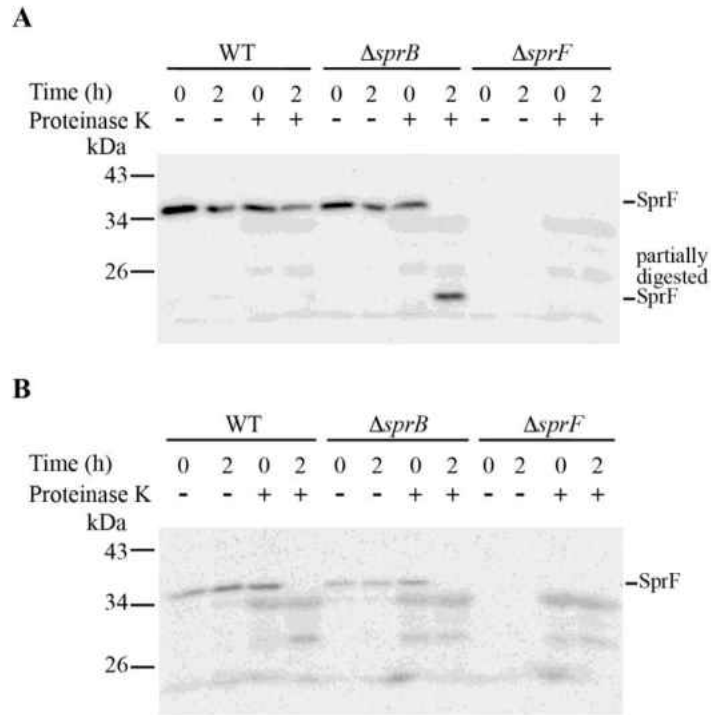 A
WT ΔsprB ΔsprF
Time (h) 0 2 0 2 0 2 0 2 0 2 0 2
Proteinase K - - + + - - + + - - + +
kDa
43
SprF
34
partially
26 digested
SprF
B
WT ΔsprB ΔsprF
Time (h) 0 2 0 2 0 2 0 2 0 2 0 2
Proteinase K - - + + - - + + - - + +
kDa
43
SprF
34
26